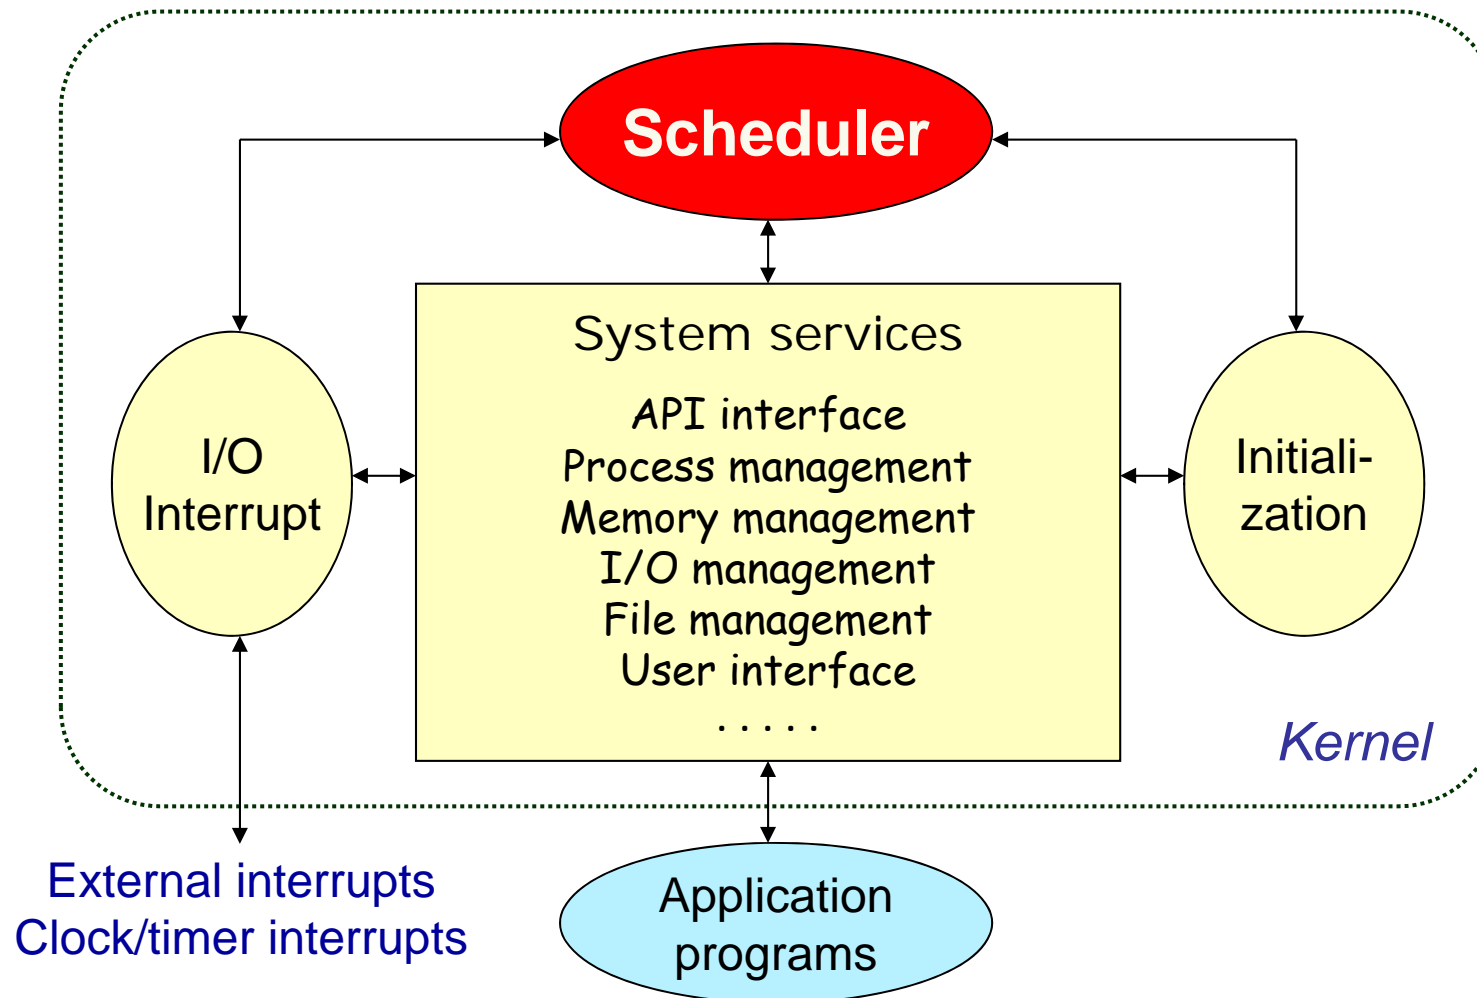 Scheduler
System services
API interface
Process management
Memory management
I/O management
File management
User interface
. . . . .
I/O
Interrupt
Initiali-
zation
Kernel
External interrupts
Clock/timer interrupts
Application
programs